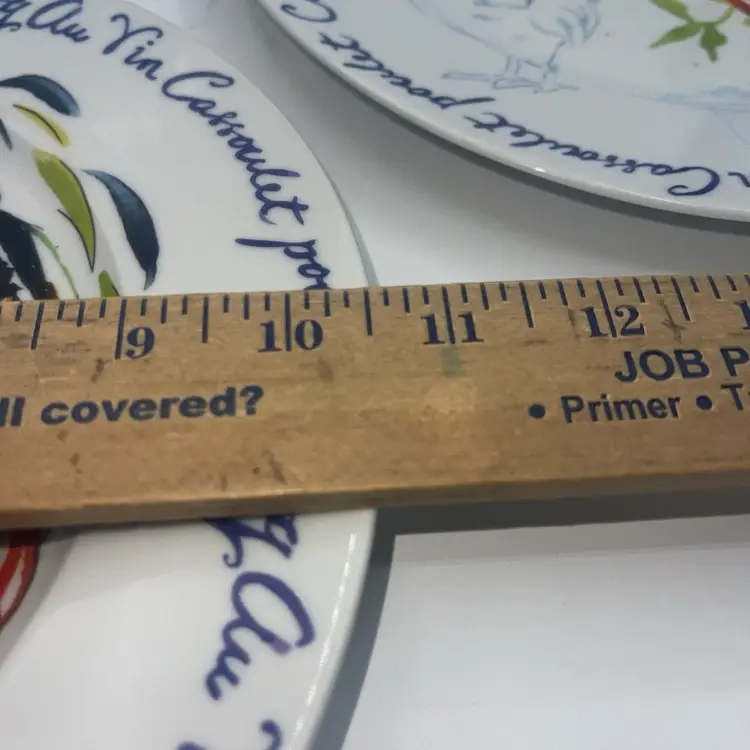 Au Vin Cassoulet po
Cassoulet poulet C
9 10 11 12
ll covered?
JOB P
• Primer • T
Au